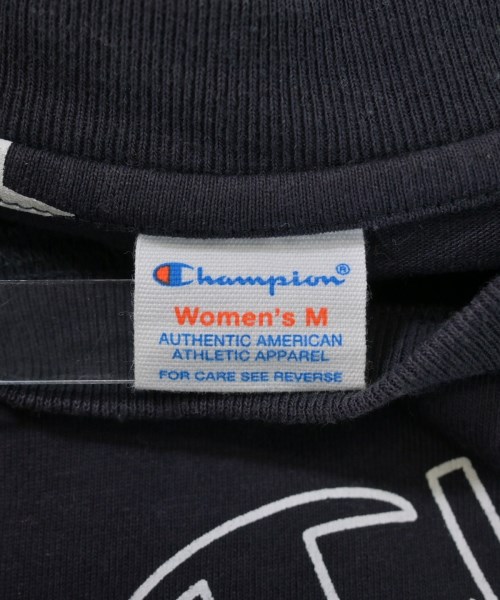 Champion®
Women's M
AUTHENTIC AMERICAN
ATHLETIC APPAREL
FOR CARE SEE REVERSE